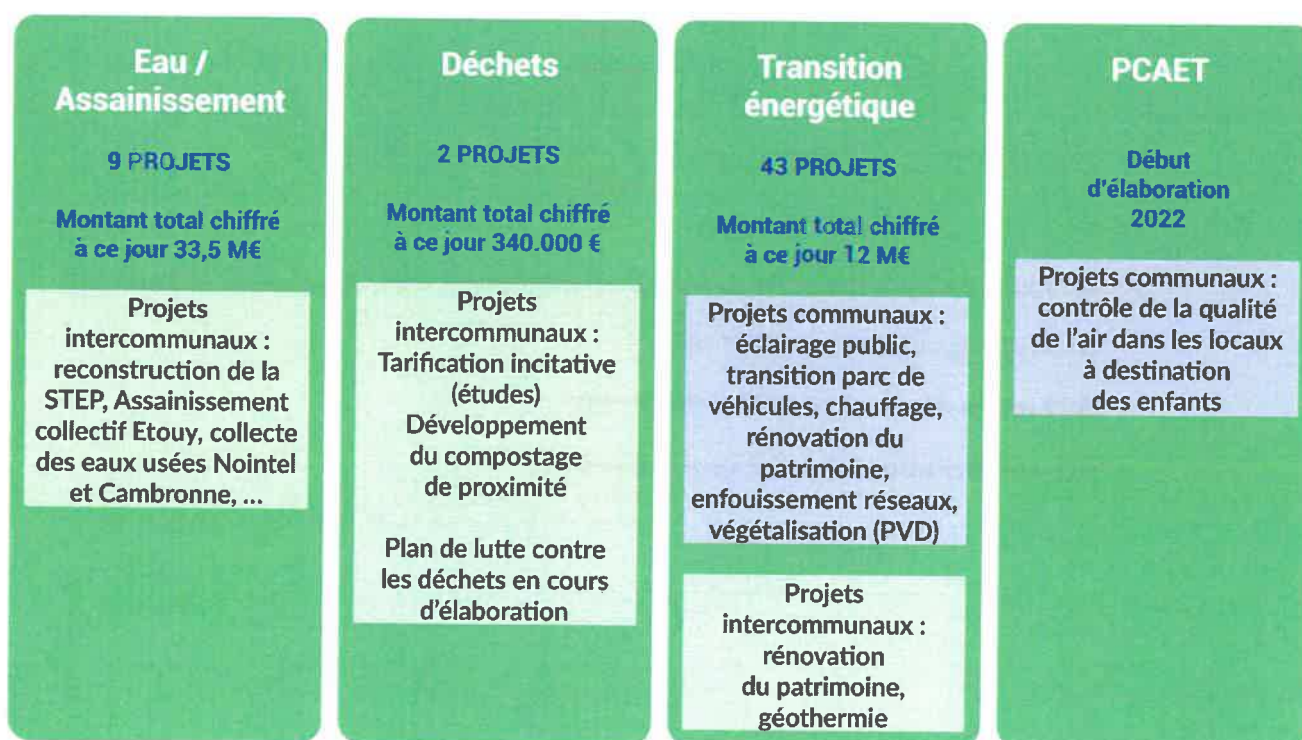 Eau /
Assainissement
9 PROJETS
Montant total chiffré
à ce jour 33,5 M€
Projets
intercommunaux :
reconstruction de la
STEP, Assainissement
collectif Etouy, collecte
des eaux usées Nointel
et Cambronne, ...
Déchets
2 PROJETS
Montant total chiffré
à ce jour 340.000 €
Projets
intercommunaux :
Tarification incitative
(études)
Développement
du compostage
de proximité
Plan de lutte contre
les déchets en cours
d'élaboration
Transition
énergétique
43 PROJETS
Montant total chiffré
à ce jour 12 M€
Projets communaux :
éclairage public,
transition parc de
véhicules, chauffage,
rénovation du
patrimoine,
enfouissement réseaux,
végétalisation (PVD)
Projets
intercommunaux :
rénovation
du patrimoine,
géothermie
PCAET
Début
d'élaboration
2022
Projets communaux :
contrôle de la qualité
de l'air dans les locaux
à destination
des enfants